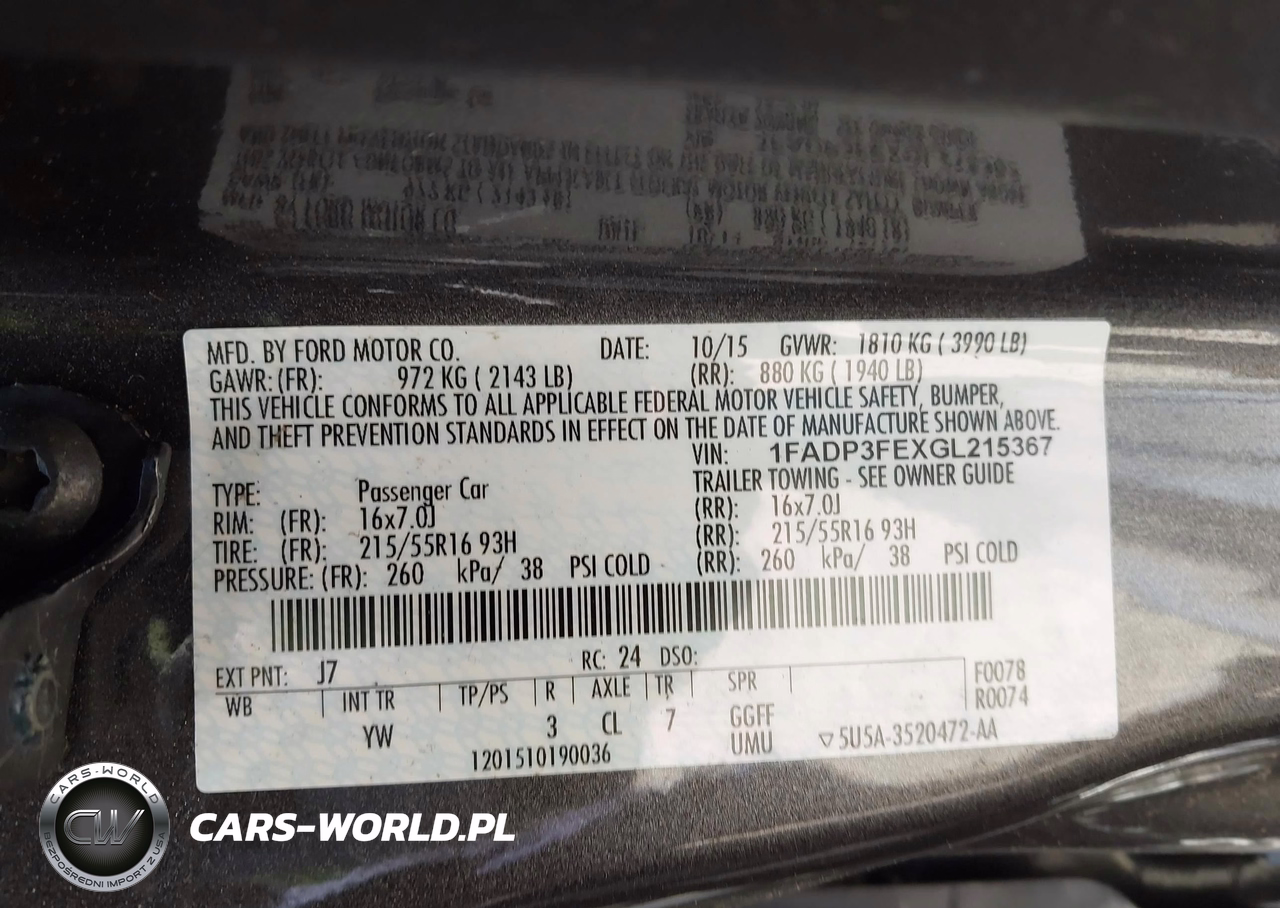 MFD. BY FORD MOTOR CO. DATE: 10/15 GVWR: 1810 KG ( 3990 LB)
GAWR: (FR): 972 KG ( 2143 LB) (RR): 880 KG ( 1940 LB)
THIS VEHICLE CONFORMS TO ALL APPLICABLE FEDERAL MOTOR VEHICLE SAFETY, BUMPER,
AND THEFT PREVENTION STANDARDS IN EFFECT ON THE DATE OF MANUFACTURE SHOWN ABOVE.
VIN: 1FADP3FEXGL215367
TRAILER TOWING - SEE OWNER GUIDE
TYPE: Passenger Car
RIM: (FR): 16x7.0J (RR): 16x7.0J
TIRE: (FR): 215/55R16 93H (RR): 215/55R16 93H
PRESSURE: (FR): 260 kPa/ 38 PSI COLD (RR): 260 kPa/ 38 PSI COLD
EXT PNT: J7 RC: 24 DSO: F0078
WB INT TR TP/PS R AXLE TR SPR R0074
YW 3 CL 7 GGFF
UMU ▽5U5A-3520472-AA
1201510190036
CARS-WORLD
CW
BEZPOŚREDNI IMPORT Z USA
CARS-WORLD.PL